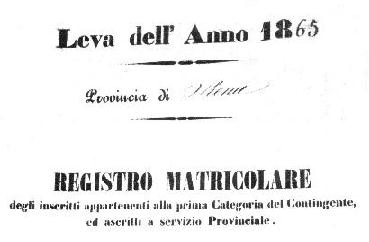 Leva dell' Anno 1865
Provincia di
REGISTRO MATRICOLARE
degli inscritti appartenenti alla prima Categoria del Contingente,
ed ascritti a servizio Provinciale.